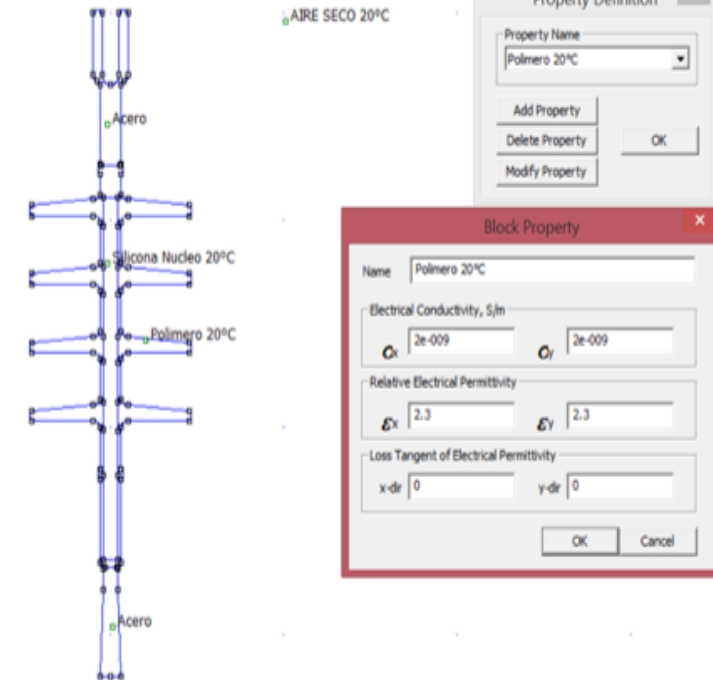 AIRE SECO 20ºC
Acero
Silicona Nucleo 20ºC
Polimero 20ºC
Acero
Property Definition
Property Name
Polimero 20ºC
Add Property
Delete Property
OK
Modify Property
Block Property
x
Name
Polimero 20ºC
Electrical Conductivity, S/m
σx 2e-009
σy 2e-009
Relative Electrical Permittivity
εx 2.3
εy 2.3
Loss Tangent of Electrical Permittivity
x-dir 0
y-dir 0
OK
Cancel